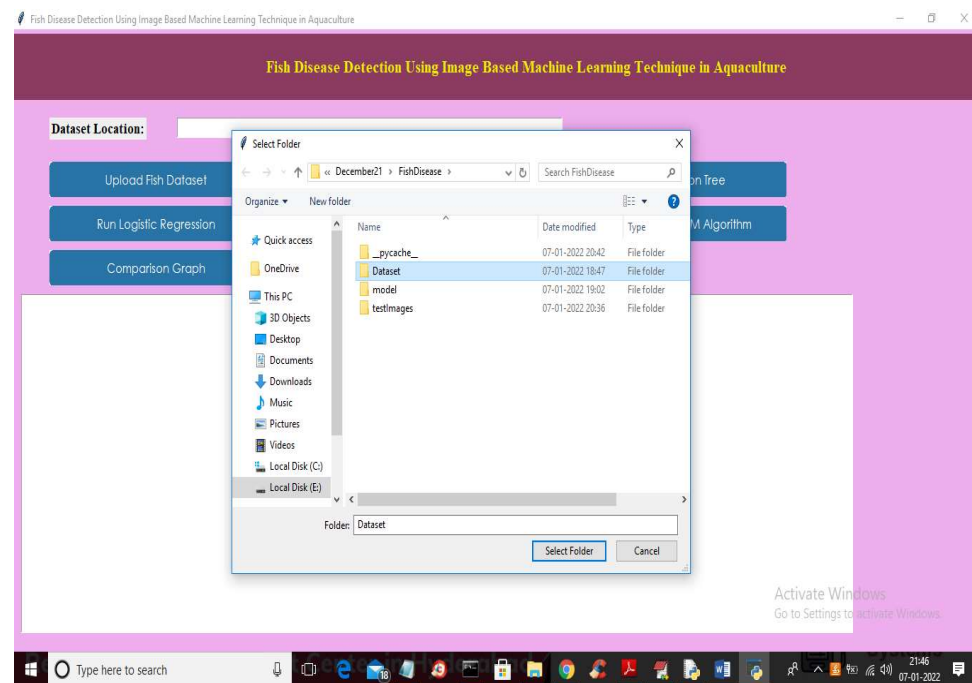 Fish Disease Detection Using Image Based Machine Learning Technique in Aquaculture
Fish Disease Detection Using Image Based Machine Learning Technique in Aquaculture
Dataset Location:
Upload Fish Dataset
on Tree
Run Logistic Regression
M Algorithm
Comparison Graph
Select Folder
« December21 › FishDisease ›
Search FishDisease
Organize
New folder
Name
Date modified
Type
Quick access
OneDrive
This PC
3D Objects
Desktop
Documents
Downloads
Music
Pictures
Videos
Local Disk (C:)
Local Disk (E:)
__pycache__ 07-01-2022 20:42 File folder
Dataset 07-01-2022 18:47 File folder
model 07-01-2022 19:02 File folder
testImages 07-01-2022 20:36 File folder
Folder: Dataset
Select Folder
Cancel
Activate Windows
Go to Settings to activate Windows.
Type here to search
18
21:46
07-01-2022